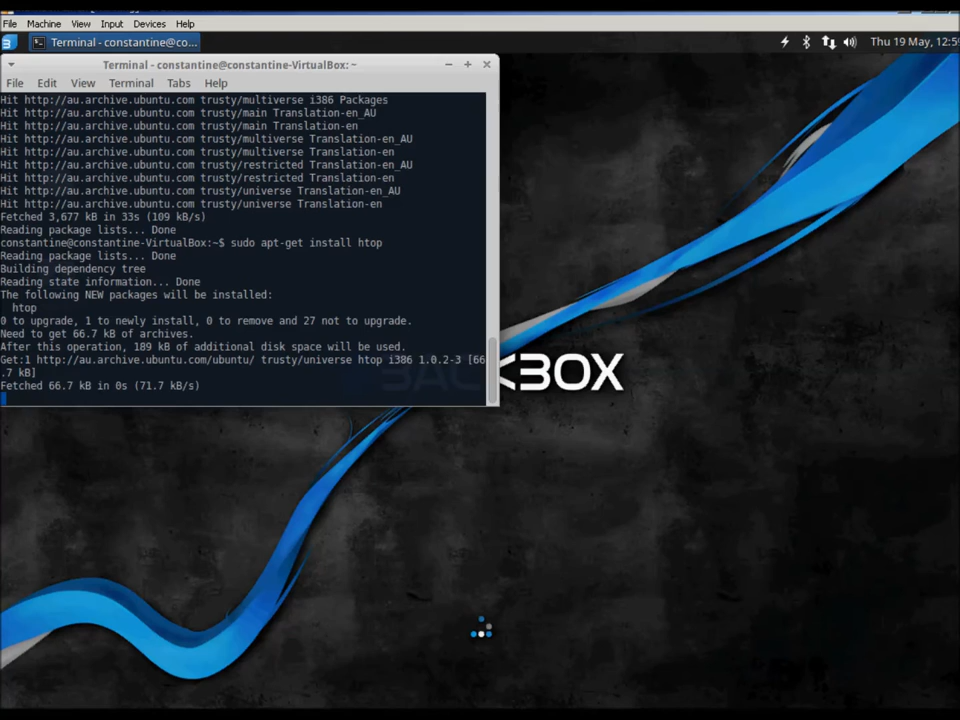 File Machine View Input Devices Help
Terminal - constantine@co...
Thu 19 May, 12:59
Terminal - constantine@constantine-VirtualBox: ~
File Edit View Terminal Tabs Help
Hit http://au.archive.ubuntu.com trusty/multiverse i386 Packages
Hit http://au.archive.ubuntu.com trusty/main Translation-en_AU
Hit http://au.archive.ubuntu.com trusty/main Translation-en
Hit http://au.archive.ubuntu.com trusty/multiverse Translation-en_AU
Hit http://au.archive.ubuntu.com trusty/multiverse Translation-en
Hit http://au.archive.ubuntu.com trusty/restricted Translation-en_AU
Hit http://au.archive.ubuntu.com trusty/restricted Translation-en
Hit http://au.archive.ubuntu.com trusty/universe Translation-en_AU
Hit http://au.archive.ubuntu.com trusty/universe Translation-en
Fetched 3,677 kB in 33s (109 kB/s)
Reading package lists... Done
constantine@constantine-VirtualBox:~$ sudo apt-get install htop
Reading package lists... Done
Building dependency tree
Reading state information... Done
The following NEW packages will be installed:
htop
0 to upgrade, 1 to newly install, 0 to remove and 27 not to upgrade.
Need to get 66.7 kB of archives.
After this operation, 189 kB of additional disk space will be used.
Get:1 http://au.archive.ubuntu.com/ubuntu/ trusty/universe htop i386 1.0.2-3 [66
.7 kB]
Fetched 66.7 kB in 0s (71.7 kB/s)
BACKBOX